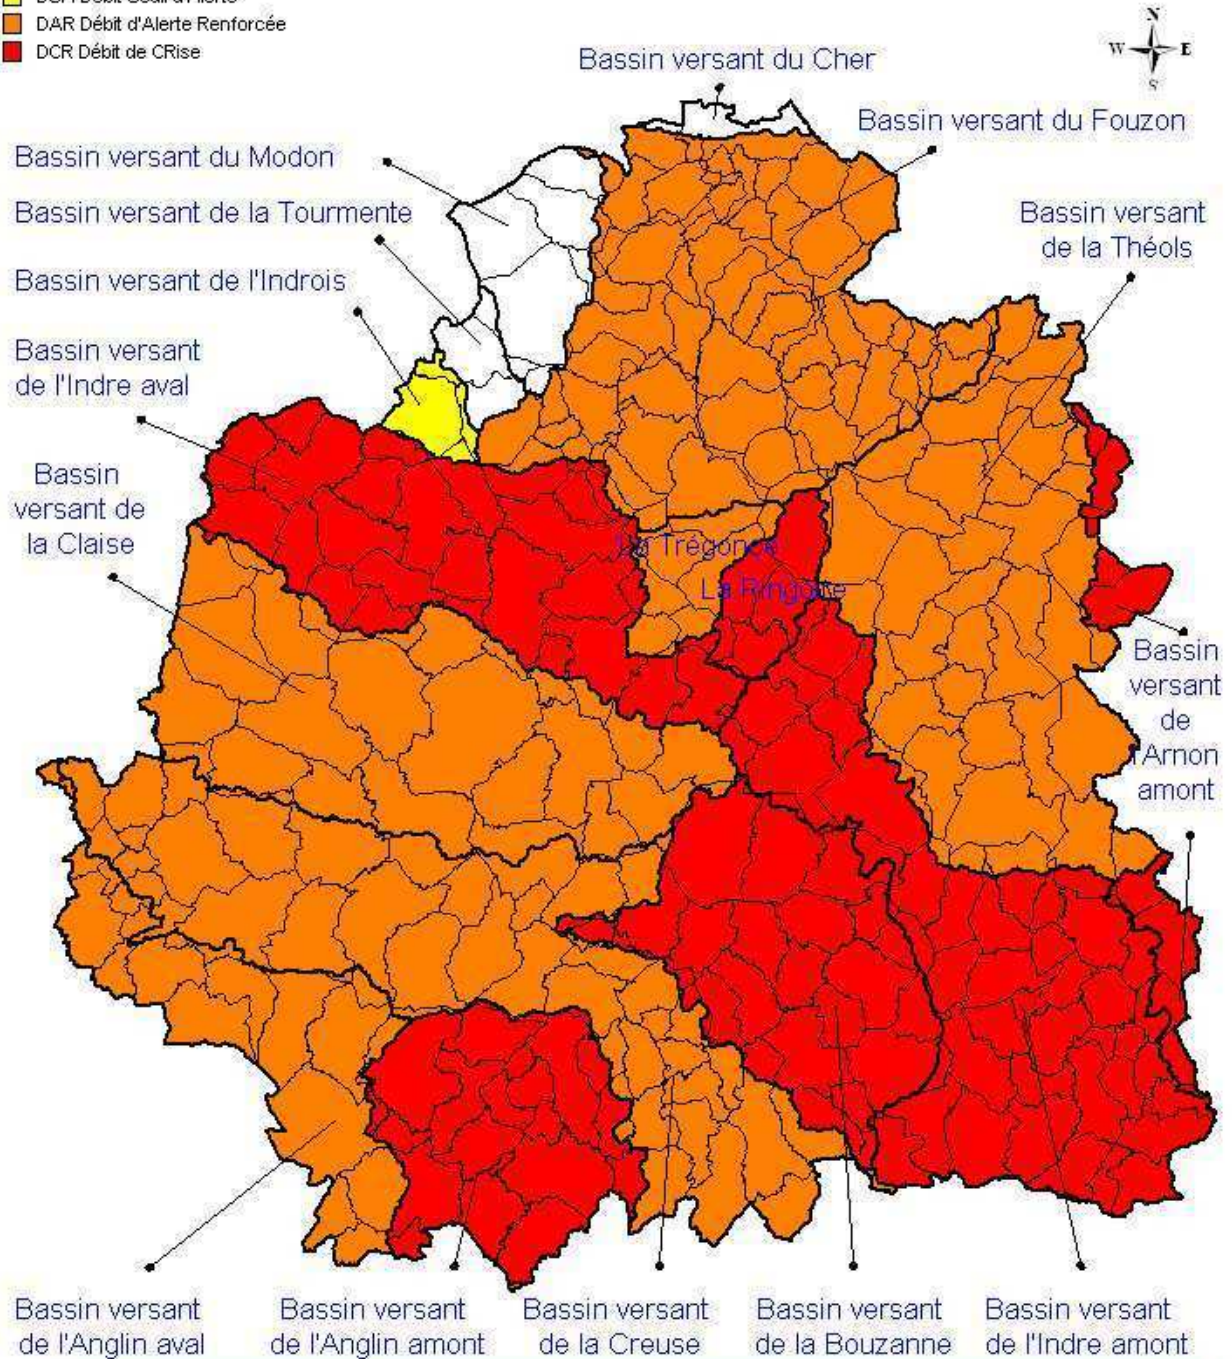 DAR Débit d'Alerte Renforcée
DCR Débit de CRise
N
W E
S
Bassin versant du Cher
Bassin versant du Fouzon
Bassin versant du Modon
Bassin versant de la Tourmente
Bassin versant
de la Théols
Bassin versant de l'Indrois
Bassin versant
de l'Indre aval
Bassin
versant de
la Claise
La Ringoire
Bassin
versant
de
l'Arnon
amont
Bassin versant
de l'Anglin aval
Bassin versant
de l'Anglin amont
Bassin versant
de la Creuse
Bassin versant
de la Bouzanne
Bassin versant
de l'Indre amont